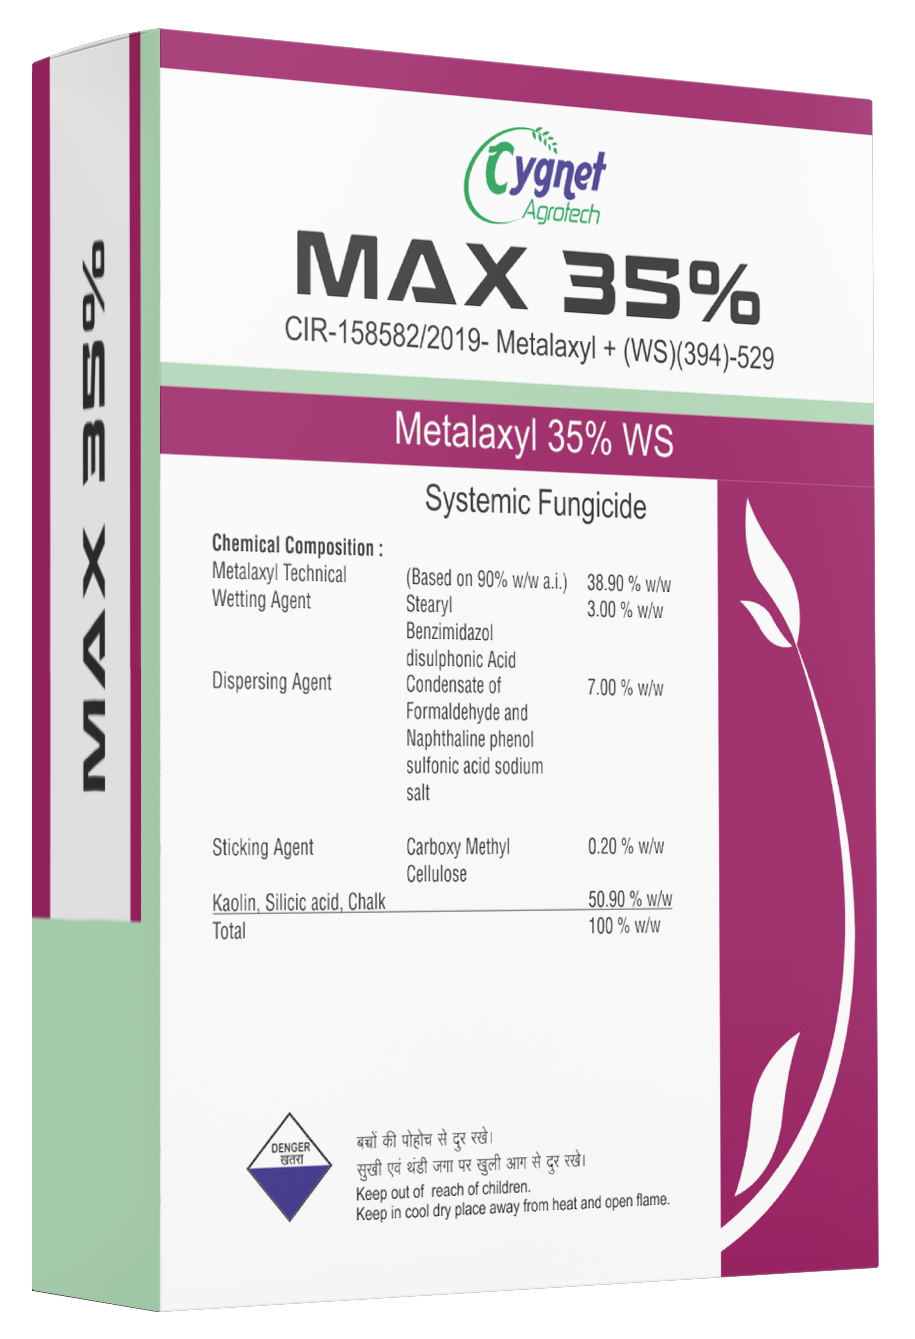 Cygnet
Agrotech
MAX 35%
CIR-158582/2019- Metalaxyl + (WS)(394)-529
Metalaxyl 35% WS
Systemic Fungicide
Chemical Composition :
Metalaxyl Technical (Based on 90% w/w a.i.) 38.90 % w/w
Wetting Agent Stearyl 3.00 % w/w
Benzimidazol
disulphonic Acid
Dispersing Agent Condensate of 7.00 % w/w
Formaldehyde and
Naphthaline phenol
sulfonic acid sodium
salt
Sticking Agent Carboxy Methyl 0.20 % w/w
Cellulose
Kaolin, Silicic acid, Chalk 50.90 % w/w
Total 100 % w/w
DENGER
खतरा
बच्चों की पोहोच से दुर रखे।
सुखी एवं थंडी जगा पर खुली आग से दुर रखे।
Keep out of reach of children.
Keep in cool dry place away from heat and open flame.
MAX 35%